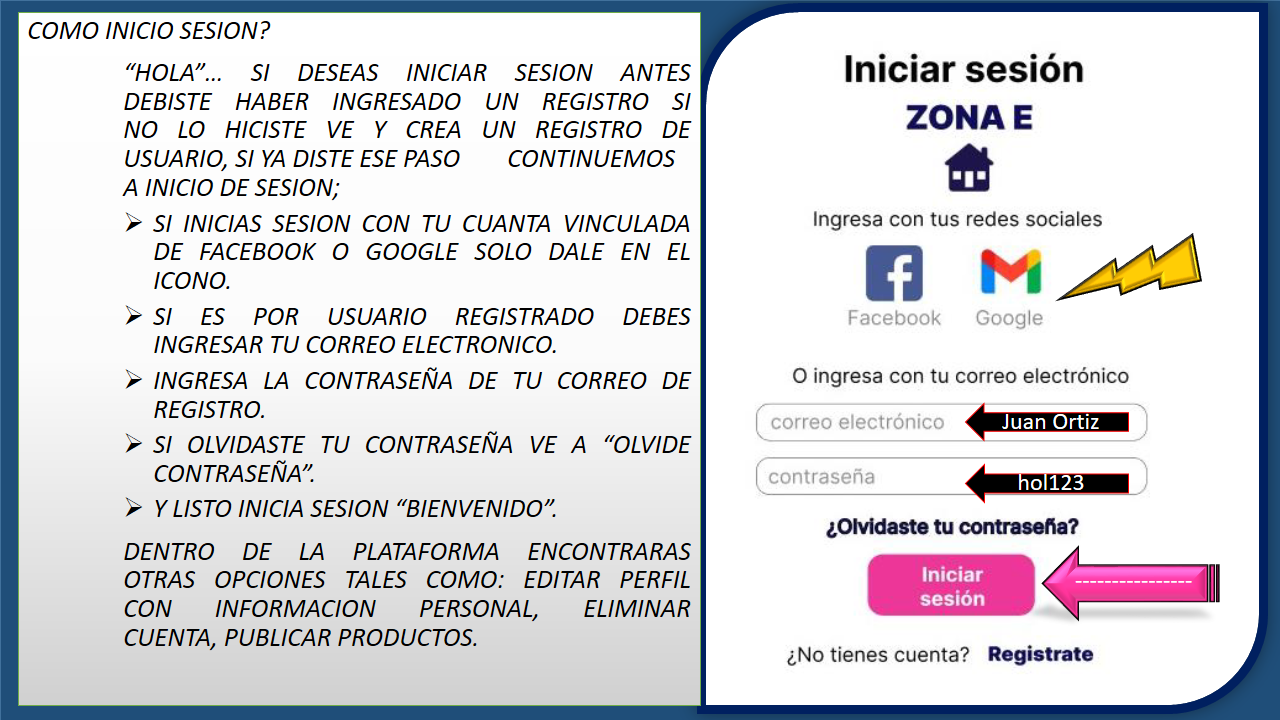 COMO INICIO SESION?
“HOLA”... SI DESEAS INICIAR SESION ANTES
DEBISTE HABER INGRESADO UN REGISTRO SI
NO LO HICISTE VE Y CREA UN REGISTRO DE
USUARIO, SI YA DISTE ESE PASO CONTINUEMOS
A INICIO DE SESION;
SI INICIAS SESION CON TU CUANTA VINCULADA
DE FACEBOOK O GOOGLE SOLO DALE EN EL
ICONO.
SI ES POR USUARIO REGISTRADO DEBES
INGRESAR TU CORREO ELECTRONICO.
INGRESA LA CONTRASEÑA DE TU CORREO DE
REGISTRO.
SI OLVIDASTE TU CONTRASEÑA VE A “OLVIDE
CONTRASEÑA”.
Y LISTO INICIA SESION “BIENVENIDO”.
DENTRO DE LA PLATAFORMA ENCONTRARAS
OTRAS OPCIONES TALES COMO: EDITAR PERFIL
CON INFORMACION PERSONAL, ELIMINAR
CUENTA, PUBLICAR PRODUCTOS.
Iniciar sesión
ZONA E
Ingresa con tus redes sociales
Facebook Google
O ingresa con tu correo electrónico
correo electrónico Juan Ortiz
contraseña hol123
¿Olvidaste tu contraseña?
Iniciar
sesión
----------------
¿No tienes cuenta? Registrate